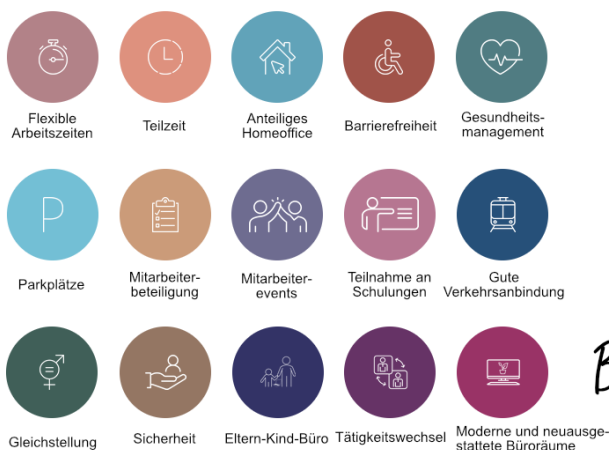 Flexible
Arbeitszeiten
Teilzeit
Anteiliges
Homeoffice
Barrierefreiheit
Gesundheits-
management
P
Parkplätze
Mitarbeiter-
beteiligung
Mitarbeiter-
events
Teilnahme an
Schulungen
Gute
Verkehrsanbindung
Gleichstellung
Sicherheit
Eltern-Kind-Büro
Tätigkeitswechsel
Moderne und neuausge-
stattete Büroräume